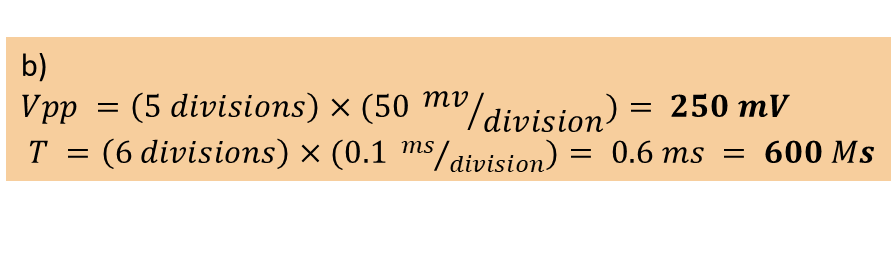 b)
Vpp = (5 divisions) × (50 mv/division) = 250 mV
T = (6 divisions) × (0.1 ms/division) = 0.6 ms = 600 Ms